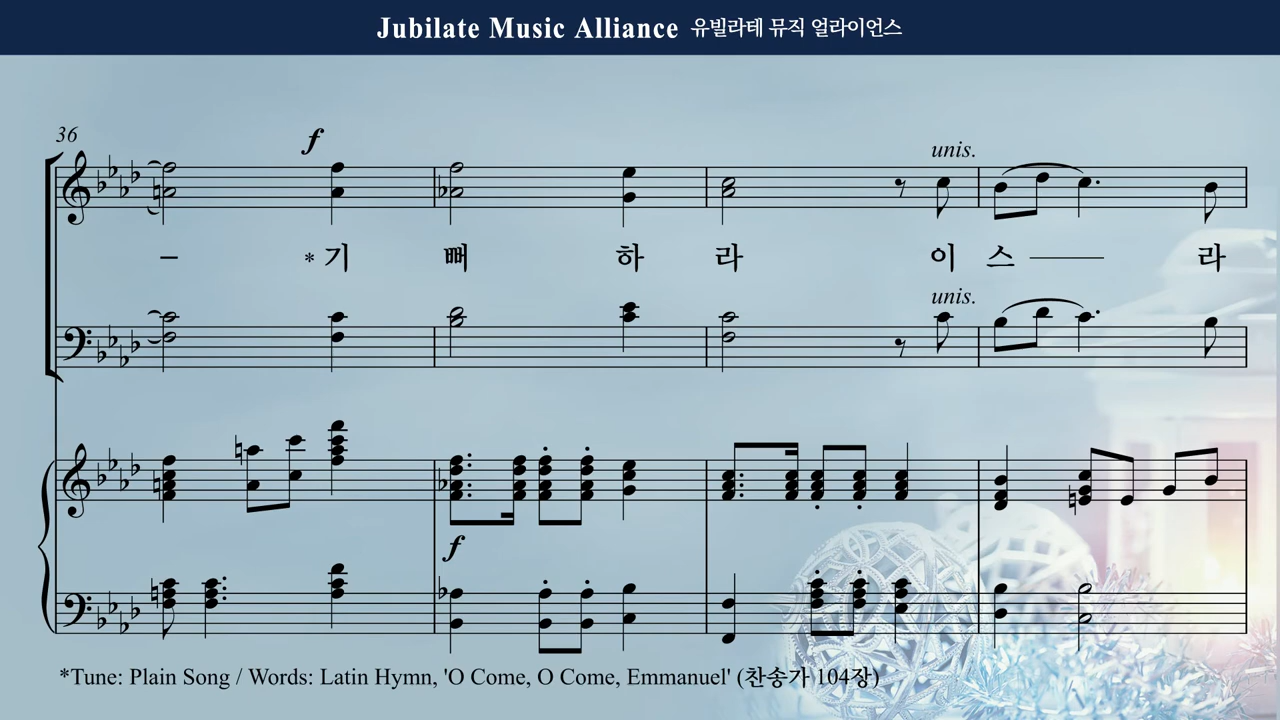 Jubilate Music Alliance 유빌라테 뮤직 얼라이언스
36
f
unis.
– *기 뻐 하 라 이 스 라
unis.
f
*Tune: Plain Song / Words: Latin Hymn, 'O Come, O Come, Emmanuel' (찬송가 104장)